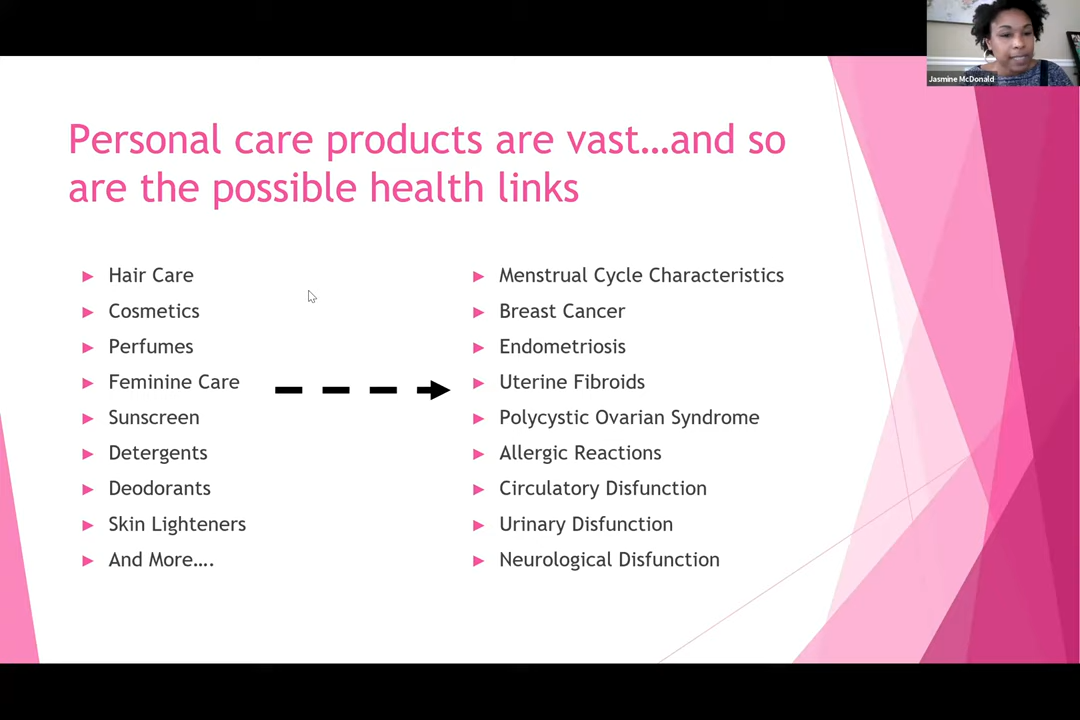 Jasmine McDonald
Personal care products are vast…and so
are the possible health links
Hair Care
Cosmetics
Perfumes
Feminine Care
Sunscreen
Detergents
Deodorants
Skin Lighteners
And More….
Menstrual Cycle Characteristics
Breast Cancer
Endometriosis
Uterine Fibroids
Polycystic Ovarian Syndrome
Allergic Reactions
Circulatory Disfunction
Urinary Disfunction
Neurological Disfunction